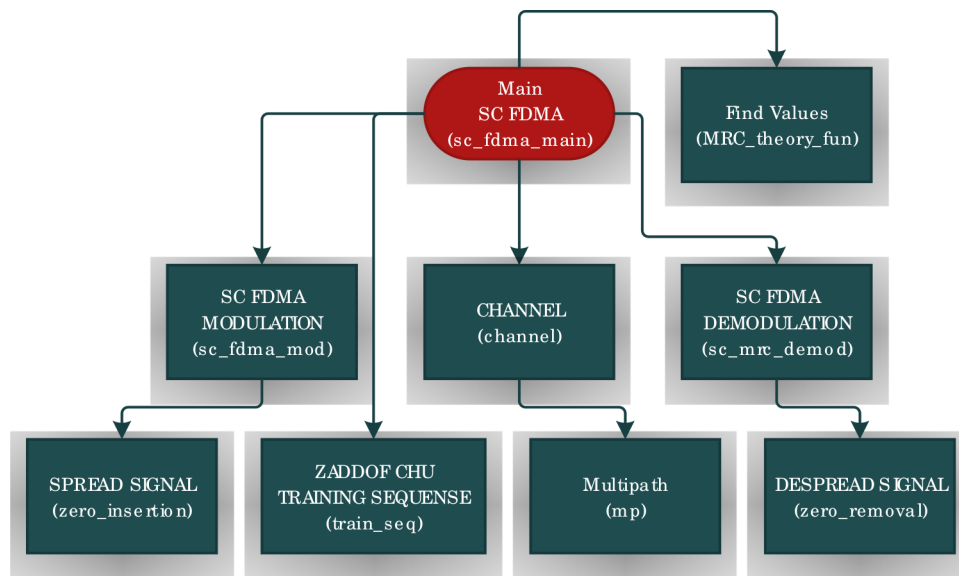 Main
SC FDMA
(sc_fdma_main)
Find Values
(MRC_theory_fun)
SC FDMA
MODULATION
(sc_fdma_mod)
CHANNEL
(channel)
SC FDMA
DEMODULATION
(sc_mrc_demod)
SPREAD SIGNAL
(zero_insertion)
ZADDOF CHU
TRAINING SEQUENSE
(train_seq)
Multipath
(mp)
DESPREAD SIGNAL
(zero_removal)